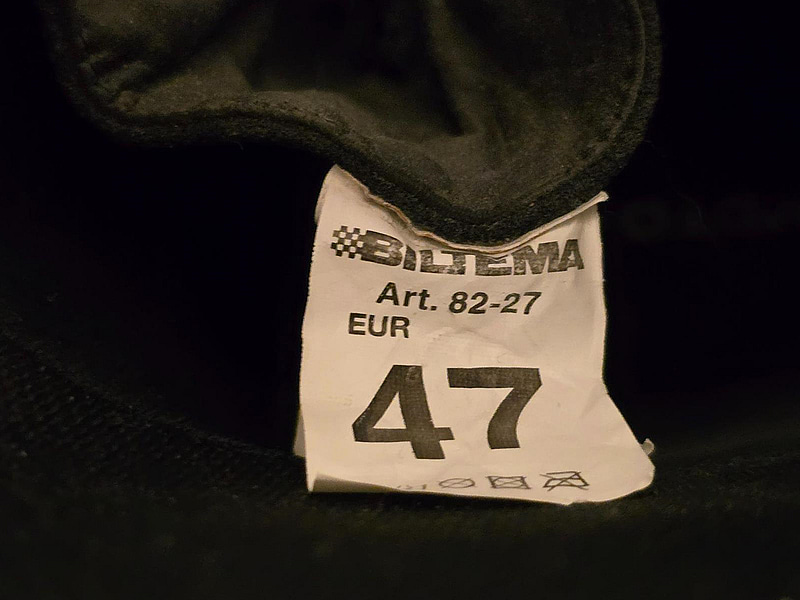 BILTEMA
Art. 82-27
EUR
47